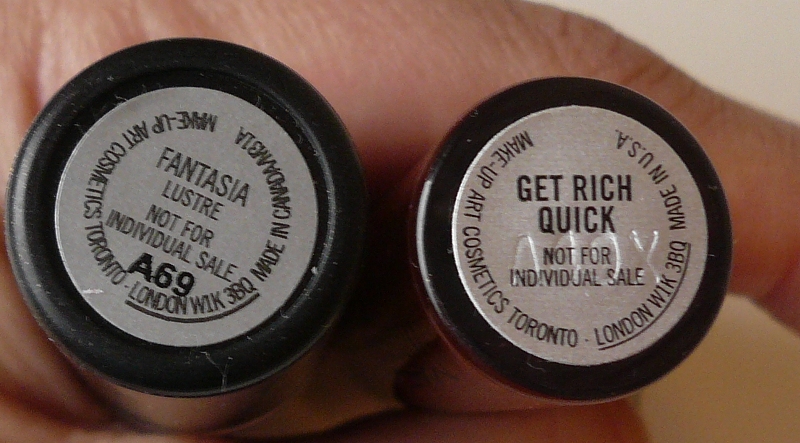 FANTASIA
LUSTRE
NOT FOR
INDIVIDUAL SALE
A69
MAKE-UP ART COSMETICS TORONTO · LONDON W1K 3BQ MADE IN CANADA
GET RICH
QUICK
NOT FOR
INDIVIDUAL SALE
MAKE-UP ART COSMETICS TORONTO · LONDON W1K 3BQ MADE IN U.S.A.